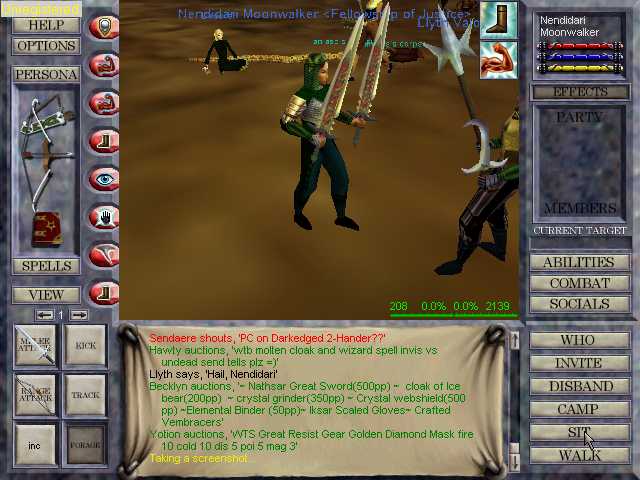 Unregistered
HELP
OPTIONS
PERSONA
SPELLS
VIEW
1
MELEE ATTACK
KICK
RANGE ATTACK
TRACK
inc
FORAGE
Nendidari Moonwalker <Fellowship of Justice>
208 0.0% 0.0% 2139
Sendaere shouts, 'PC on Darkedged 2-Hander??'
Hawty auctions, 'wtb molten cloak and wizard spell invis vs
undead send tells plz =)'
Llyth says, 'Hail, Nendidari'
Becklyn auctions, '~ Nathsar Great Sword(500pp) ~ cloak of Ice
bear(200pp) ~ crystal grinder(350pp) ~ Crystal webshield(500
pp) ~Elemental Binder (50pp)~ Iksar Scaled Gloves~ Crafted
Vembracers'
Yotion auctions, 'WTS Great Resist Gear Golden Diamond Mask fire
10 cold 10 dis 5 poi 5 mag 3'
Taking a screenshot...
Nendidari
Moonwalker
EFFECTS
PARTY
MEMBERS
CURRENT TARGET
ABILITIES
COMBAT
SOCIALS
WHO
INVITE
DISBAND
CAMP
SIT
WALK